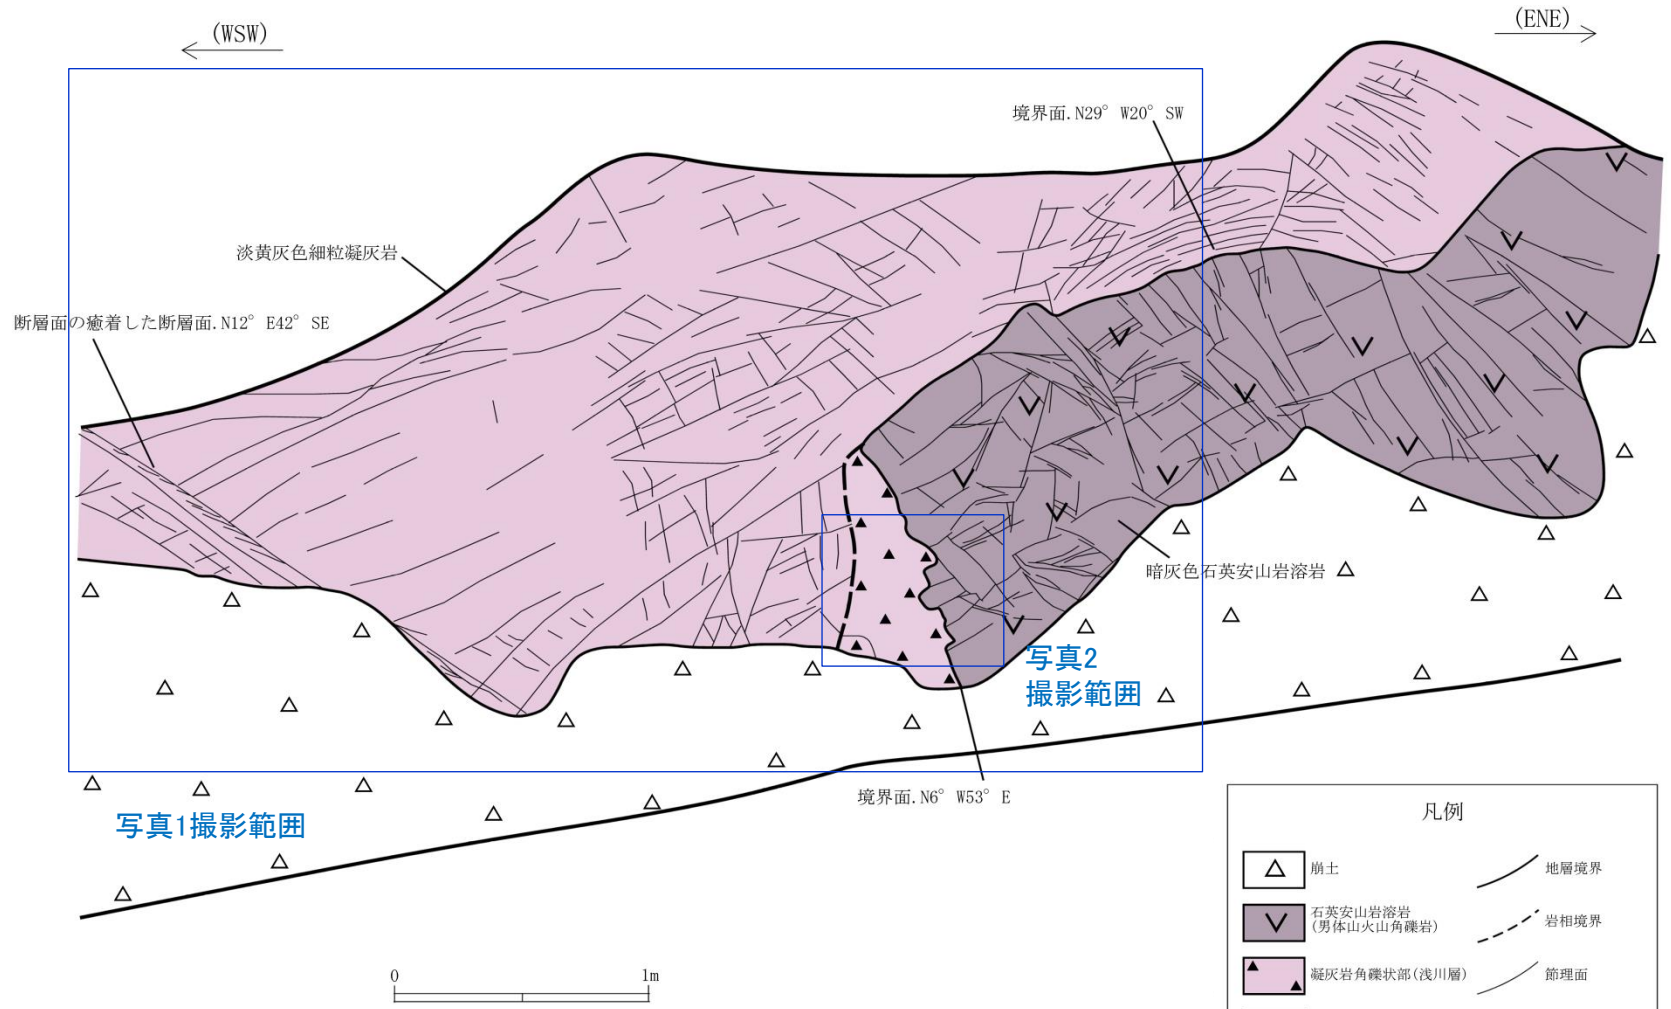 (WSW)
(ENE)
境界面.N29° W20° SW
淡黄灰色細粒凝灰岩
断層面の癒着した断層面.N12° E42° SE
暗灰色石英安山岩溶岩
写真2
撮影範囲
境界面.N6° W53° E
写真1撮影範囲
凡例
崩土
地層境界
石英安山岩溶岩
(男体山火山角礫岩)
岩相境界
凝灰岩角礫状部(浅川層)
節理面
0
1m